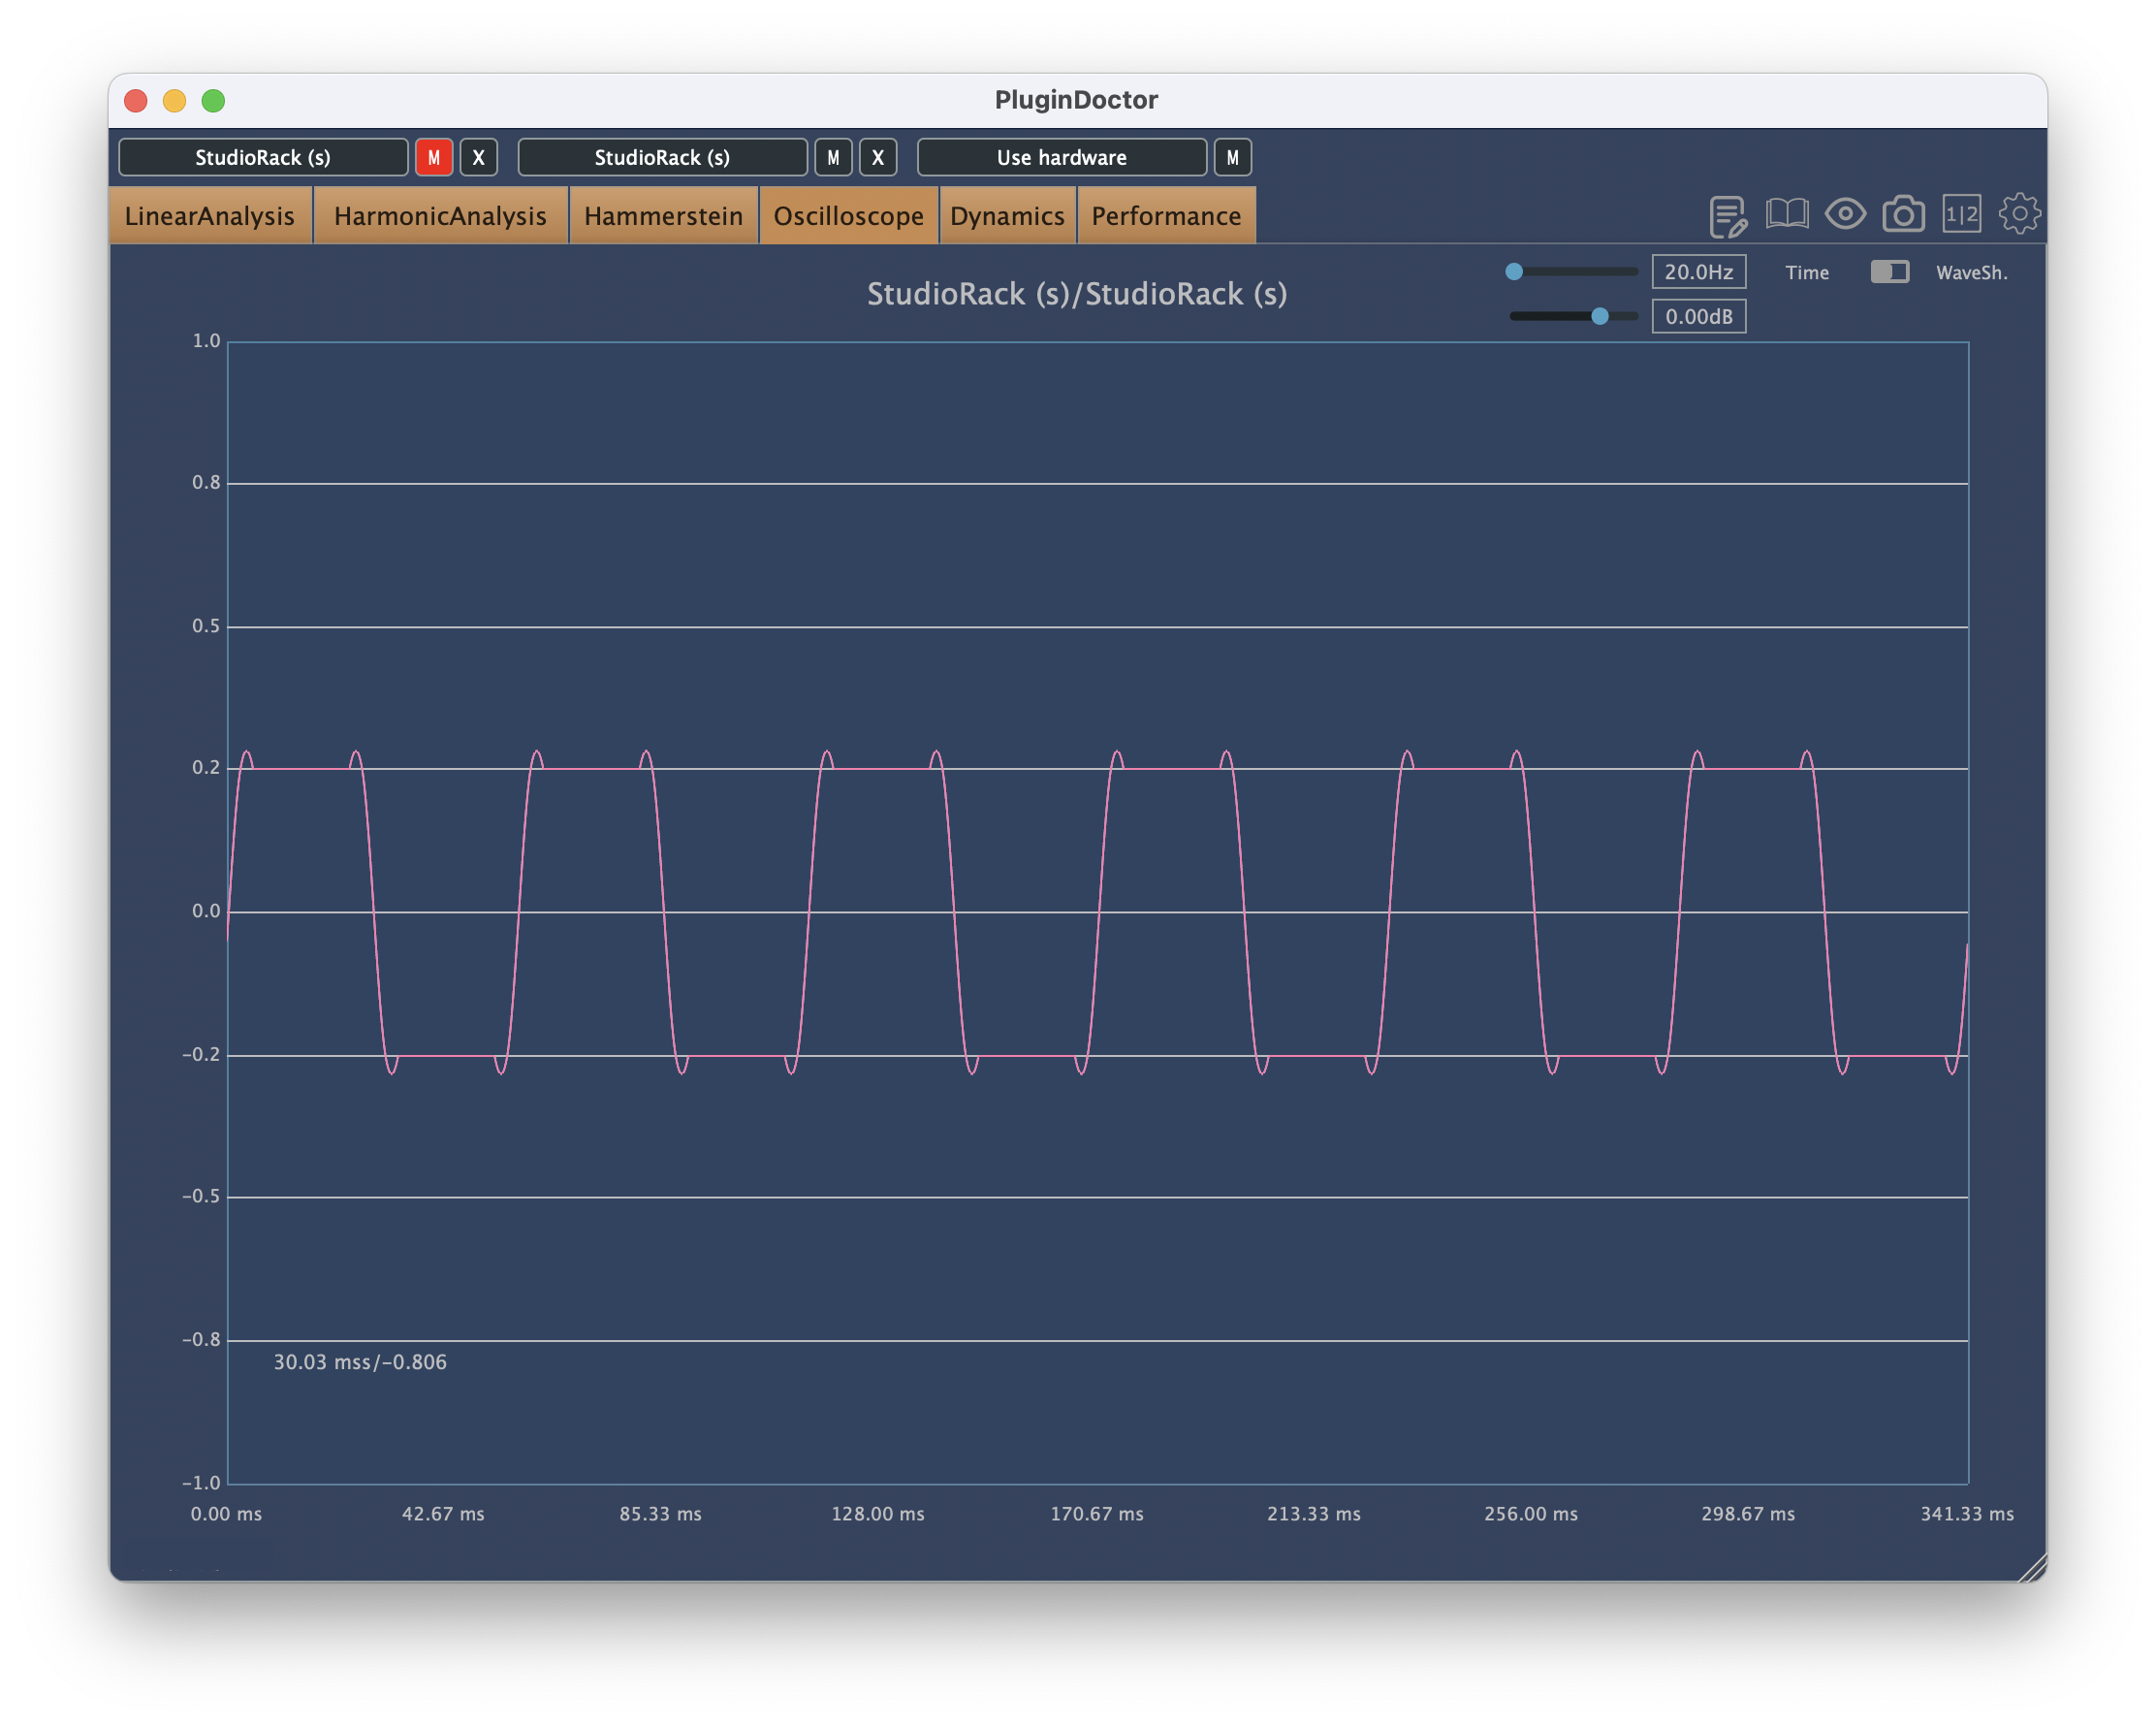 PluginDoctor
StudioRack (s) M X StudioRack (s) M X Use hardware M
LinearAnalysis HarmonicAnalysis Hammerstein Oscilloscope Dynamics Performance 1|2
StudioRack (s)/StudioRack (s)
20.0Hz Time WaveSh.
0.00dB
1.0
0.8
0.5
0.2
0.0
-0.2
-0.5
-0.8
30.03 mss/-0.806
-1.0
0.00 ms 42.67 ms 85.33 ms 128.00 ms 170.67 ms 213.33 ms 256.00 ms 298.67 ms 341.33 ms